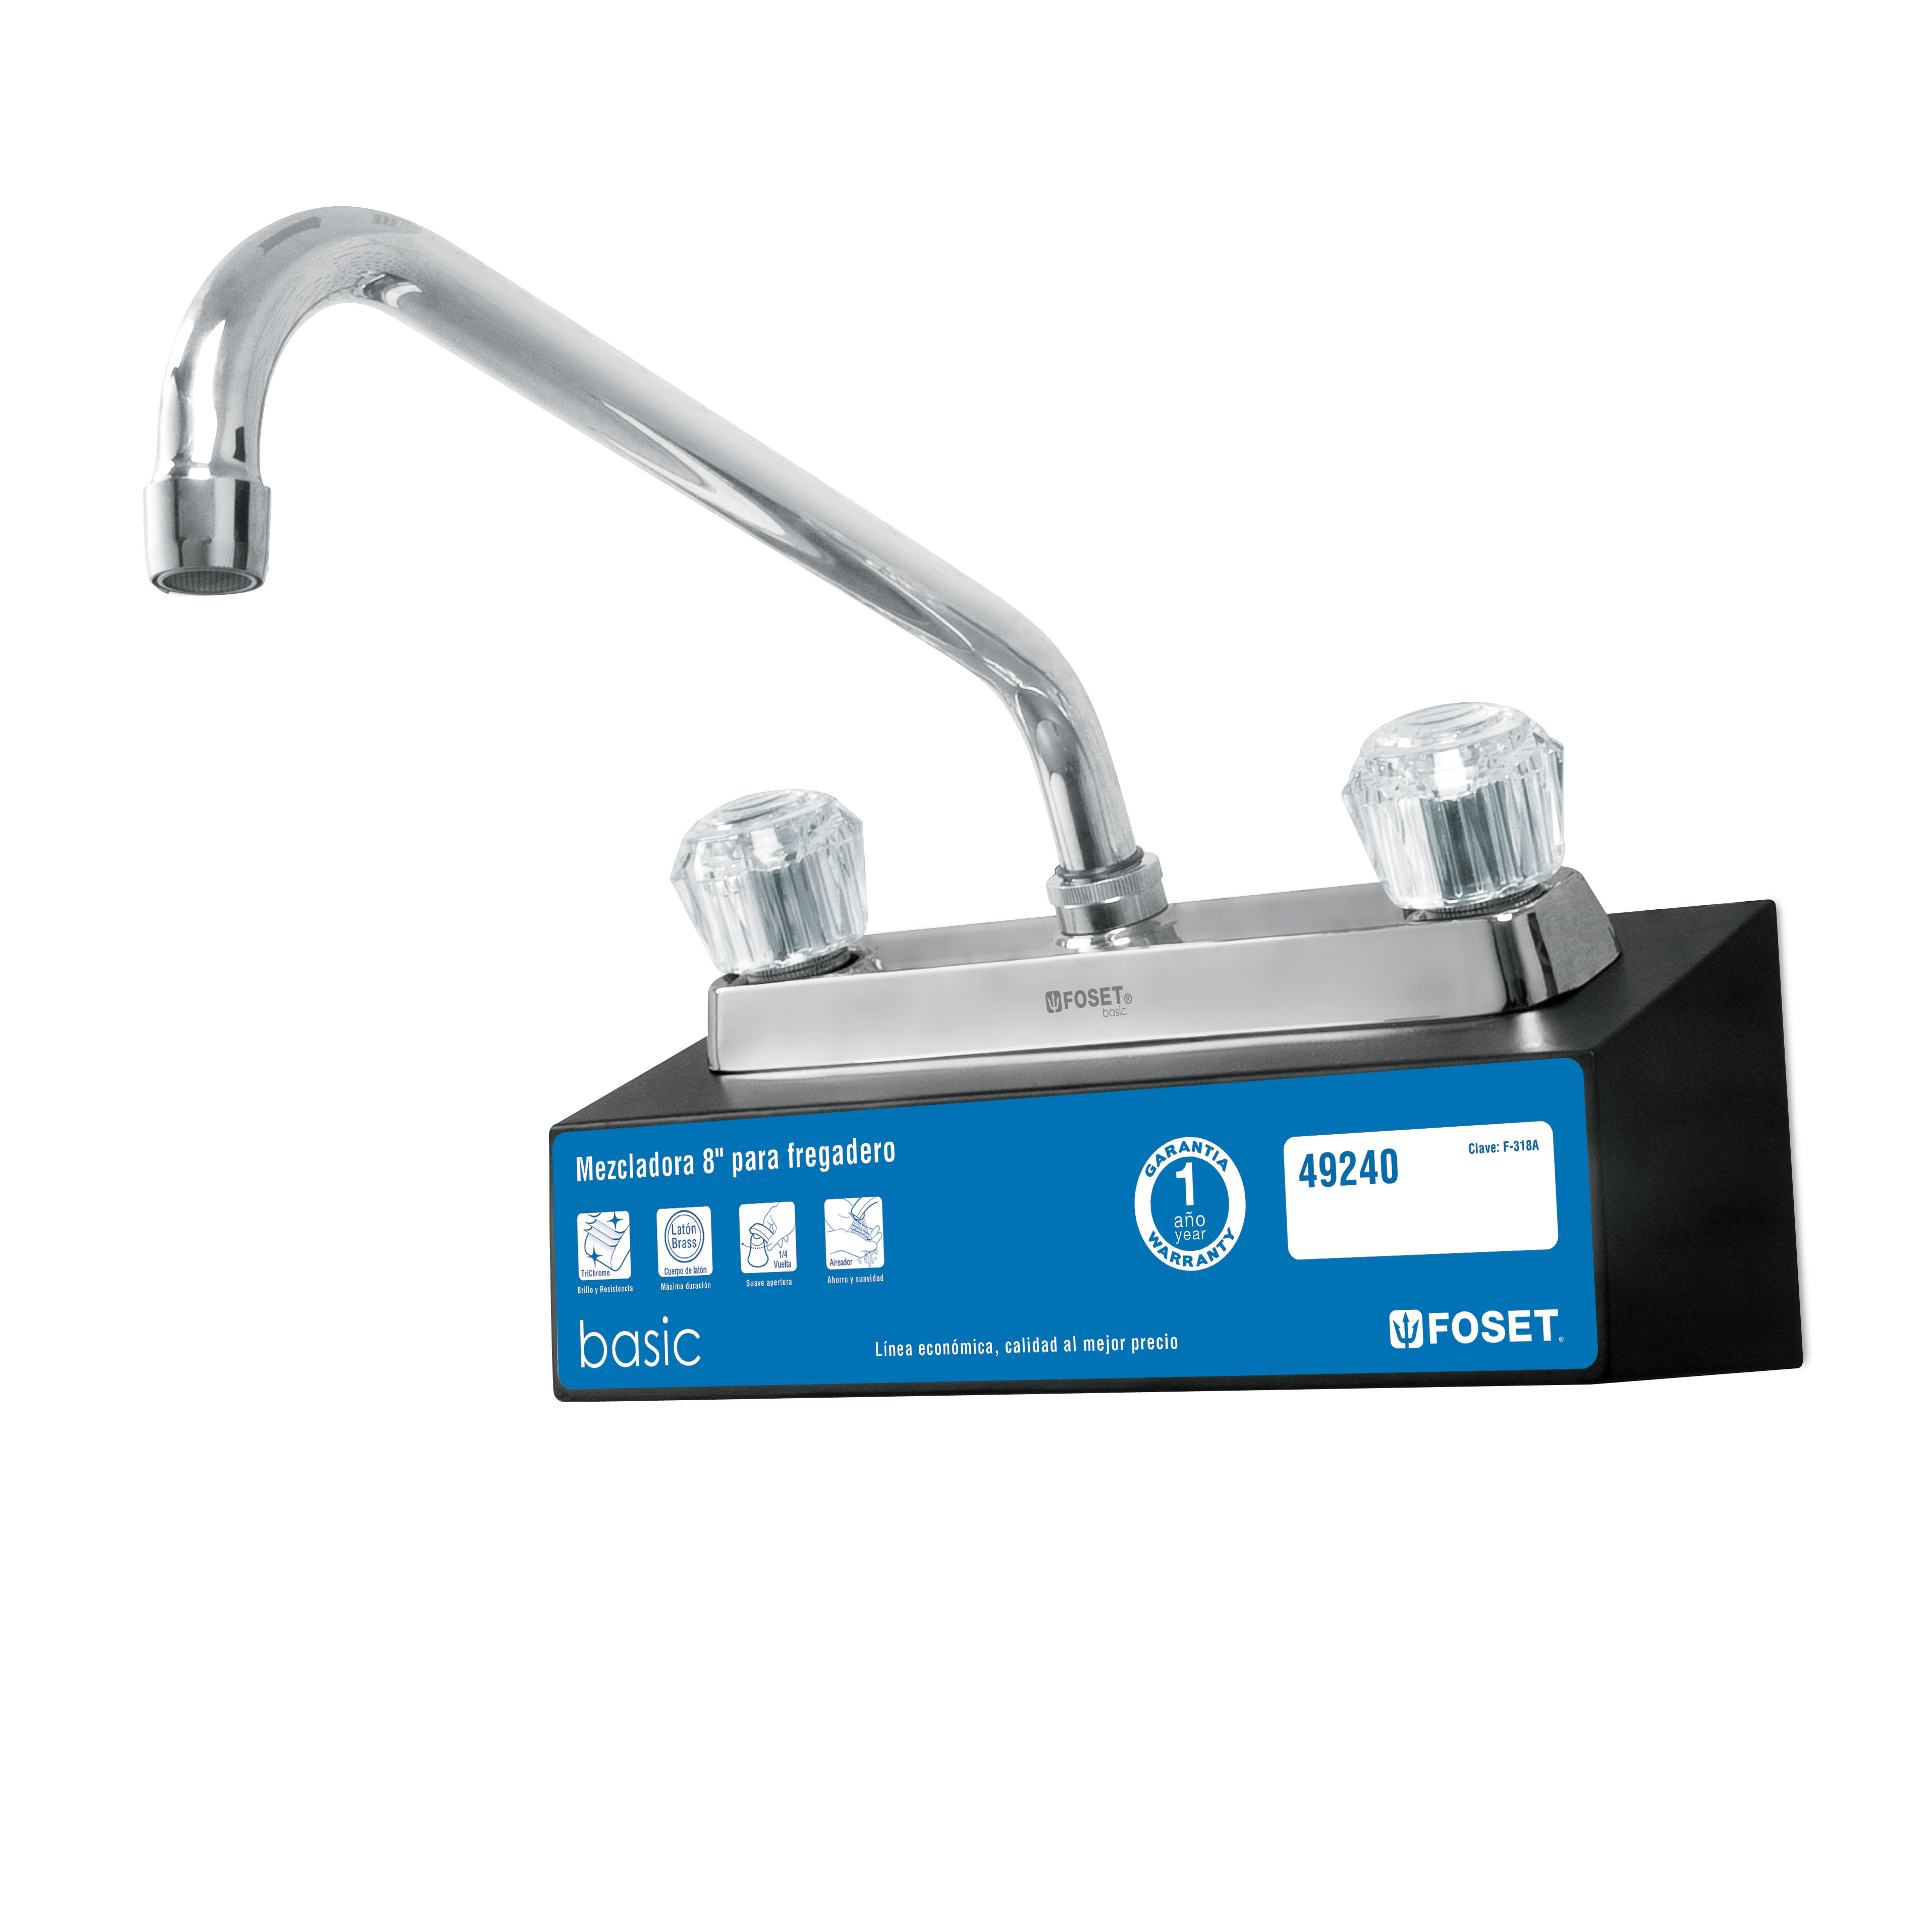 FOSET®
basic
Mezcladora 8" para fregadero
GARANTIA
1
año
year
WARRANTY
49240
Clave: F-318A
TriChrome
Brillo y Resistencia
Latón
Brass
Cuerpo de latón
Máxima duración
1/4
Vuelta
Suave apertura
Aireador
Ahorro y suavidad
basic
Línea económica, calidad al mejor precio
FOSET®